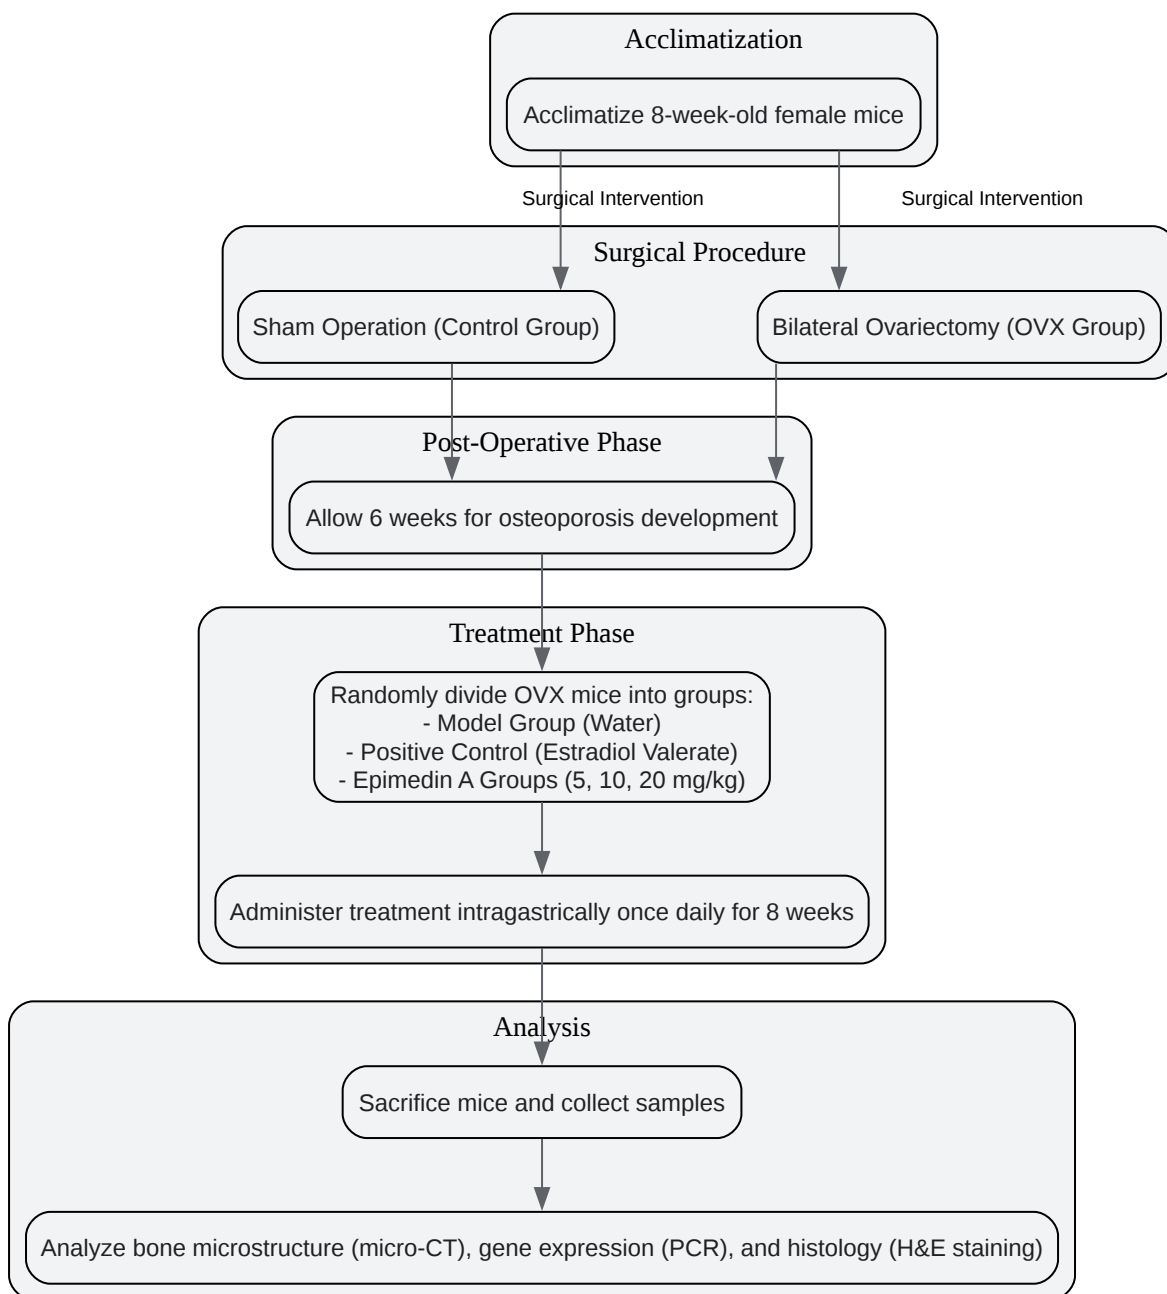 Acclimatization
Acclimatize 8-week-old female mice
Surgical Intervention
Surgical Intervention
Surgical Procedure
Sham Operation (Control Group)
Bilateral Ovariectomy (OVX Group)
Post-Operative Phase
Allow 6 weeks for osteoporosis development
Treatment Phase
Randomly divide OVX mice into groups:
- Model Group (Water)
- Positive Control (Estradiol Valerate)
- Epimedin A Groups (5, 10, 20 mg/kg)
Administer treatment intragastrically once daily for 8 weeks
Analysis
Sacrifice mice and collect samples
Analyze bone microstructure (micro-CT), gene expression (PCR), and histology (H&E staining)